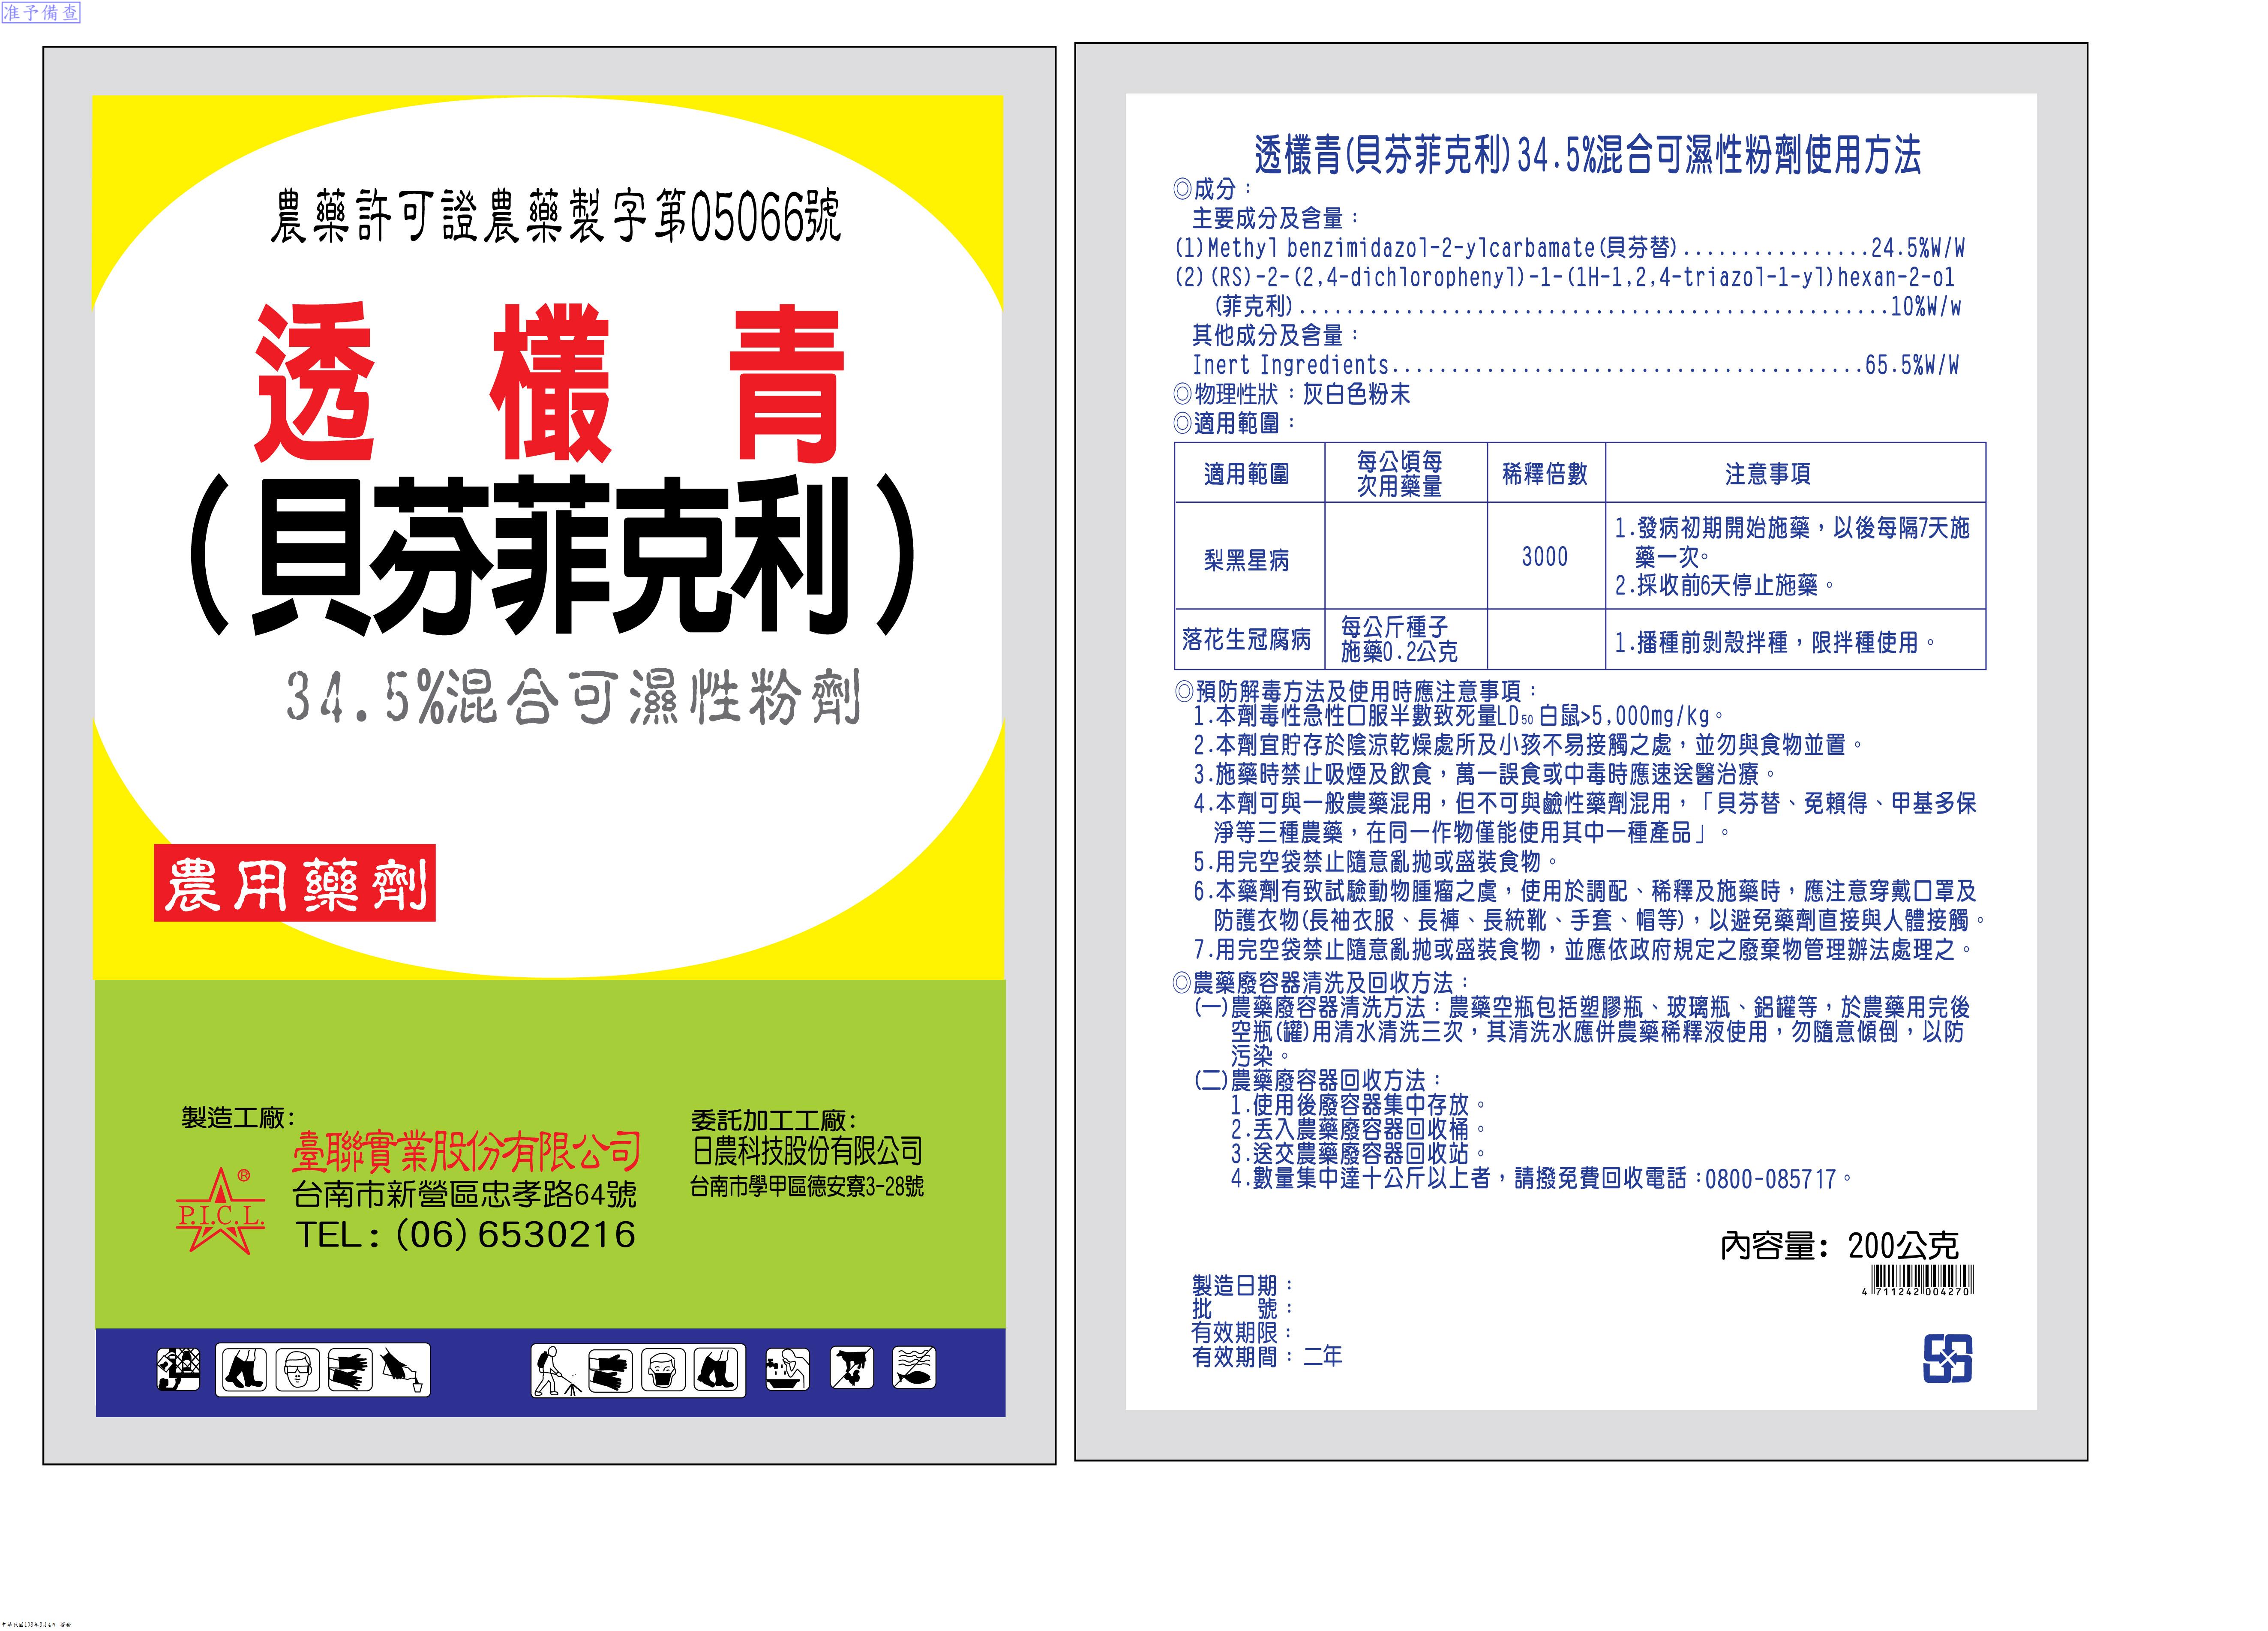 准予備查
農藥許可證農藥製字第05066號
透欉青
(貝芬菲克利)
34.5%混合可濕性粉劑
農用藥劑
製造工廠:
臺聯實業股份有限公司
台南市新營區忠孝路64號
TEL:(06)6530216
®
P.I.C.L.
委託加工工廠:
日農科技股份有限公司
台南市學甲區德安寮3-28號
透欉青(貝芬菲克利)34.5%混合可濕性粉劑使用方法
◎成分：
主要成分及含量：
(1)Methyl benzimidazol-2-ylcarbamate(貝芬替)................24.5%W/W
(2)(RS)-2-(2,4-dichlorophenyl)-1-(1H-1,2,4-triazol-1-yl)hexan-2-ol
(菲克利)..................................................10%W/w
其他成分及含量：
Inert Ingredients........................................65.5%W/W
◎物理性狀：灰白色粉末
◎適用範圍：
適用範圍 每公頃每次用藥量 稀釋倍數 注意事項
梨黑星病 3000 1.發病初期開始施藥，以後每隔7天施
藥一次。
2.採收前6天停止施藥。
落花生冠腐病 每公斤種子施藥0.2公克 1.播種前剝殼拌種，限拌種使用。
◎預防解毒方法及使用時應注意事項：
1.本劑毒性急性口服半數致死量LD50白鼠>5,000mg/kg。
2.本劑宜貯存於陰涼乾燥處所及小孩不易接觸之處，並勿與食物並置。
3.施藥時禁止吸煙及飲食，萬一誤食或中毒時應速送醫治療。
4.本劑可與一般農藥混用，但不可與鹼性藥劑混用，「貝芬替、免賴得、甲基多保
淨等三種農藥，在同一作物僅能使用其中一種產品」。
5.用完空袋禁止隨意亂拋或盛裝食物。
6.本藥劑有致試驗動物腫瘤之虞，使用於調配、稀釋及施藥時，應注意穿戴口罩及
防護衣物(長袖衣服、長褲、長統靴、手套、帽等)，以避免藥劑直接與人體接觸。
7.用完空袋禁止隨意亂拋或盛裝食物，並應依政府規定之廢棄物管理辦法處理之。
◎農藥廢容器清洗及回收方法：
(一)農藥廢容器清洗方法：農藥空瓶包括塑膠瓶、玻璃瓶、鋁罐等，於農藥用完後
空瓶(罐)用清水清洗三次，其清洗水應併農藥稀釋液使用，勿隨意傾倒，以防
污染。
(二)農藥廢容器回收方法：
1.使用後廢容器集中存放。
2.丟入農藥廢容器回收桶。
3.送交農藥廢容器回收站。
4.數量集中達十公斤以上者，請撥免費回收電話：0800-085717。
內容量: 200公克
4 711242 004270
製造日期：
批　　號：
有效期限：
有效期間：二年